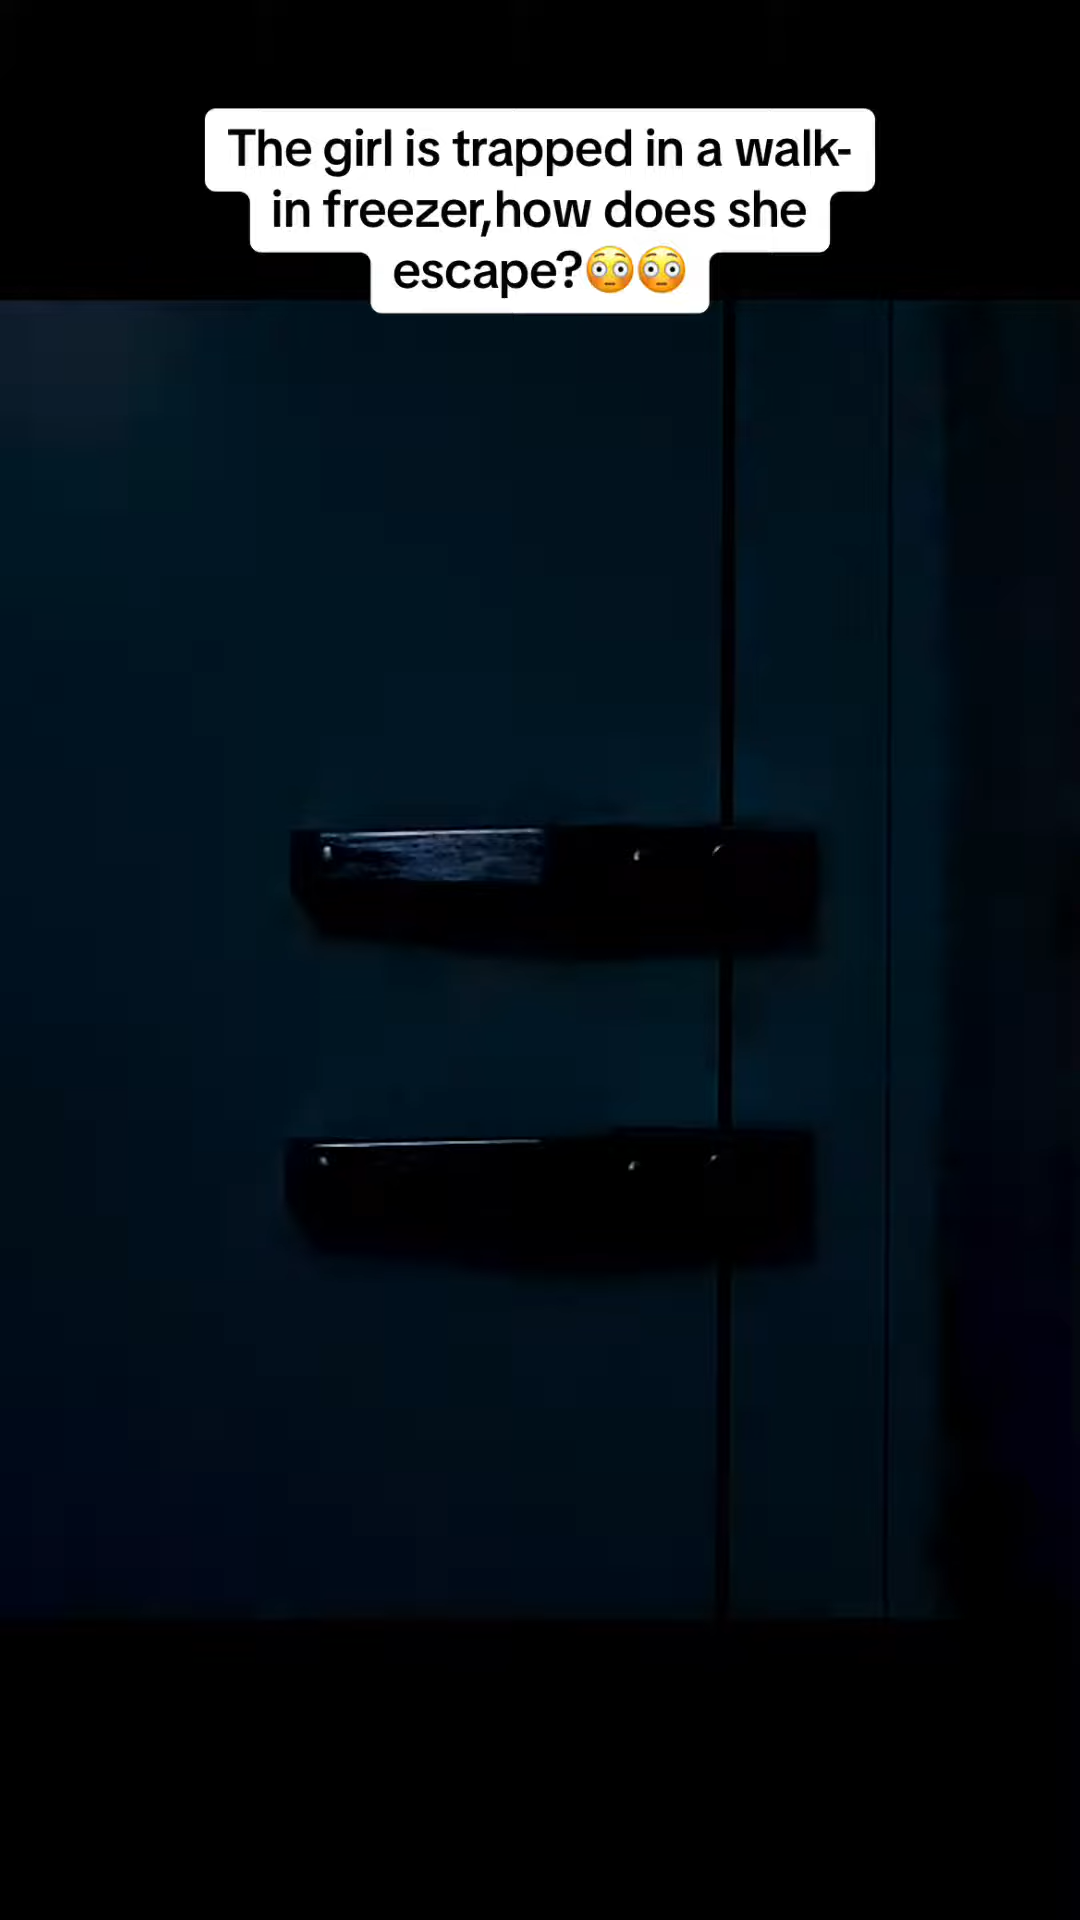 The girl is trapped in a walk-
in freezer,how does she
escape?😳😳